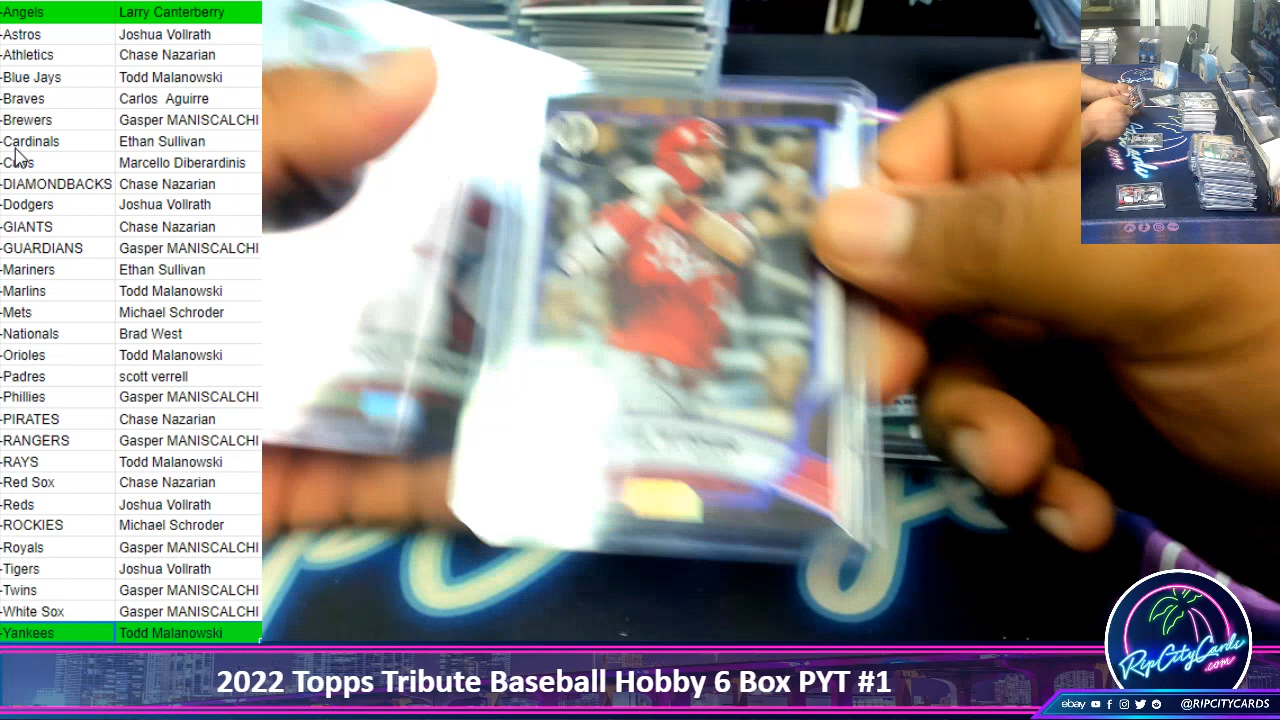 -Angels Larry Canterberry
-Astros Joshua Vollrath
-Athletics Chase Nazarian
-Blue Jays Todd Malanowski
-Braves Carlos Aguirre
-Brewers Gasper MANISCALCHI
-Cardinals Ethan Sullivan
Marcello Diberardinis
-DIAMONDBACKS Chase Nazarian
-Dodgers Joshua Vollrath
-GIANTS Chase Nazarian
-GUARDIANS Gasper MANISCALCHI
-Mariners Ethan Sullivan
-Marlins Todd Malanowski
-Mets Michael Schroder
-Nationals Brad West
-Orioles Todd Malanowski
-Padres scott verrell
-Phillies Gasper MANISCALCHI
-PIRATES Chase Nazarian
-RANGERS Gasper MANISCALCHI
-RAYS Todd Malanowski
-Red Sox Chase Nazarian
-Reds Joshua Vollrath
-ROCKIES Michael Schroder
-Royals Gasper MANISCALCHI
-Tigers Joshua Vollrath
-Twins Gasper MANISCALCHI
-White Sox Gasper MANISCALCHI
-Yankees Todd Malanowski
2022 Topps Tribute Baseball Hobby 6 Box PYT #1
RipCityCards
.com
ebay @RIPCITYCARDS